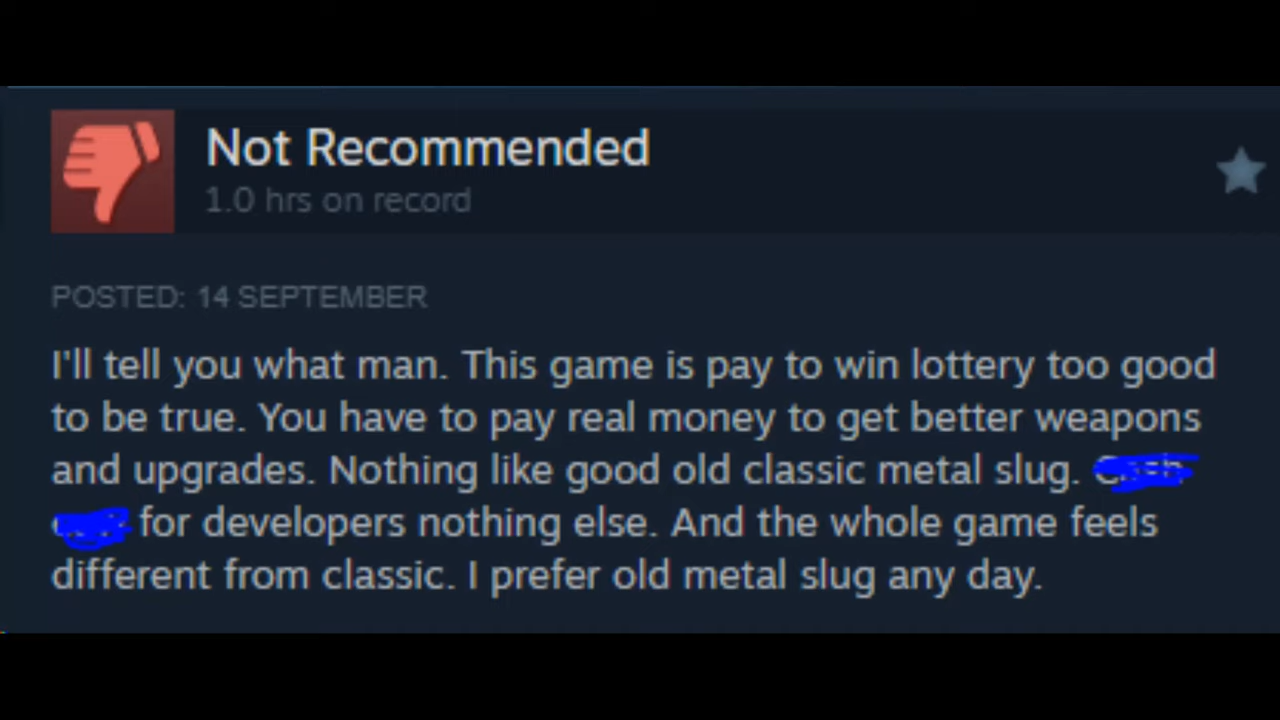 Not Recommended
1.0 hrs on record
POSTED: 14 SEPTEMBER
I'll tell you what man. This game is pay to win lottery too good
to be true. You have to pay real money to get better weapons
and upgrades. Nothing like good old classic metal slug.
for developers nothing else. And the whole game feels
different from classic. I prefer old metal slug any day.